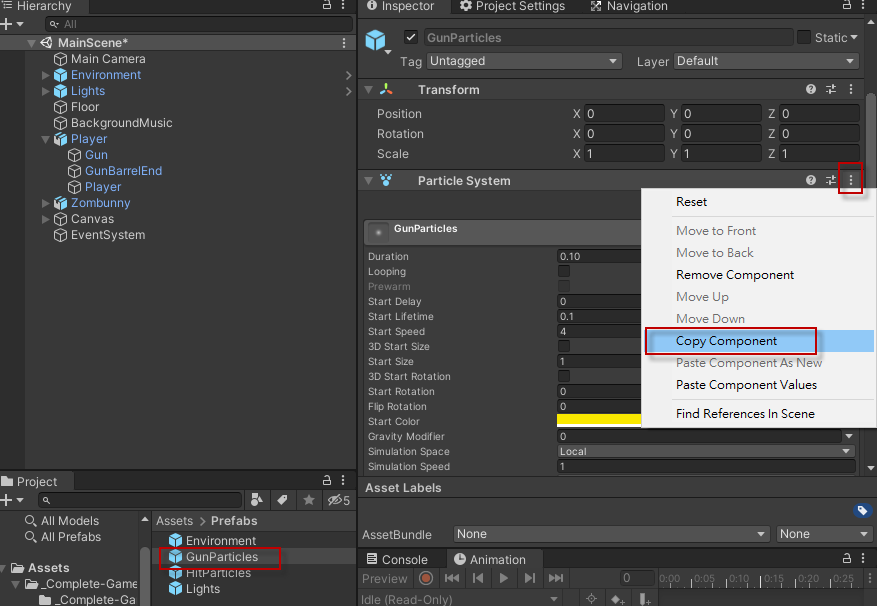 Hierarchy
All
MainScene*
Main Camera
Environment
Lights
Floor
BackgroundMusic
Player
Gun
GunBarrelEnd
Player
Zombunny
Canvas
EventSystem
Inspector
Project Settings
Navigation
GunParticles
Static
Tag Untagged
Layer Default
Transform
Position X 0 Y 0 Z 0
Rotation X 0 Y 0 Z 0
Scale X 1 Y 1 Z 1
Particle System
GunParticles
Duration 0.10
Looping
Prewarm
Start Delay 0
Start Lifetime 0.1
Start Speed 4
3D Start Size
Start Size 1
3D Start Rotation
Start Rotation 0
Flip Rotation 0
Start Color
Gravity Modifier 0
Simulation Space Local
Simulation Speed 1
Reset
Move to Front
Move to Back
Remove Component
Move Up
Move Down
Copy Component
Paste Component As New
Paste Component Values
Find References In Scene
Asset Labels
AssetBundle None None
Project
5
All Models
All Prefabs
Assets
_Complete-Game
_Complete-Ga
Assets > Prefabs
Environment
GunParticles
HitParticles
Lights
Console
Animation
Preview 0 0:00 0:05 0:10 0:15 0:20 0:25
Idle (Read-Only)